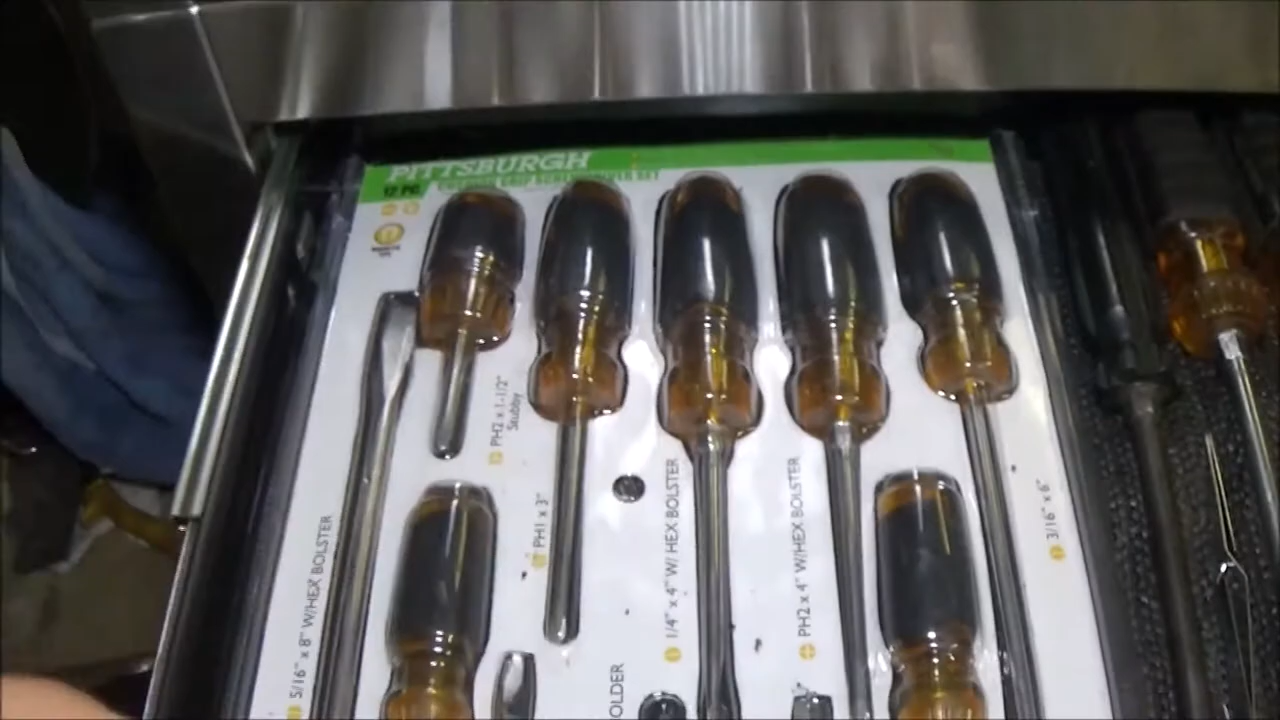 PITTSBURGH
12 PC
PH2 x 1-1/2"
Stubby
PH1 x 3"
5/16" x 8" W/HEX BOLSTER
1/4" x 4" W/ HEX BOLSTER
PH2 x 4" W/HEX BOLSTER
3/16" x 6"
OLDER